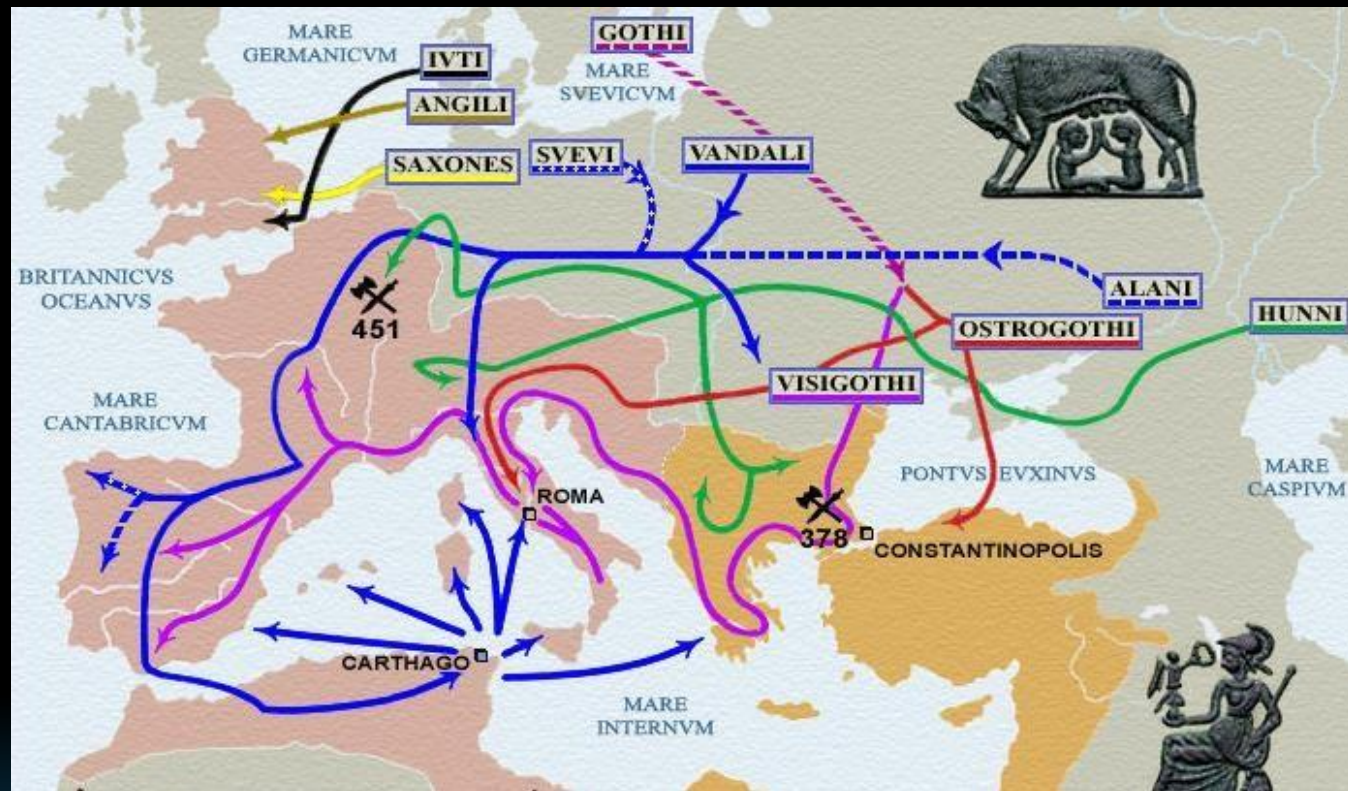 MARE
GERMANICVM
IVTI
ANGILI
SAXONES
GOTHI
MARE
SVEVICVM
SVEVI
VANDALI
BRITANNICVS
OCEANVS
451
ALANI
HUNNI
OSTROGOTHI
VISIGOTHI
MARE
CANTABRICVM
PONTVS EVXINVS
MARE
CASPIVM
ROMA
378
CONSTANTINOPOLIS
CARTHAGO
MARE
INTERNVM